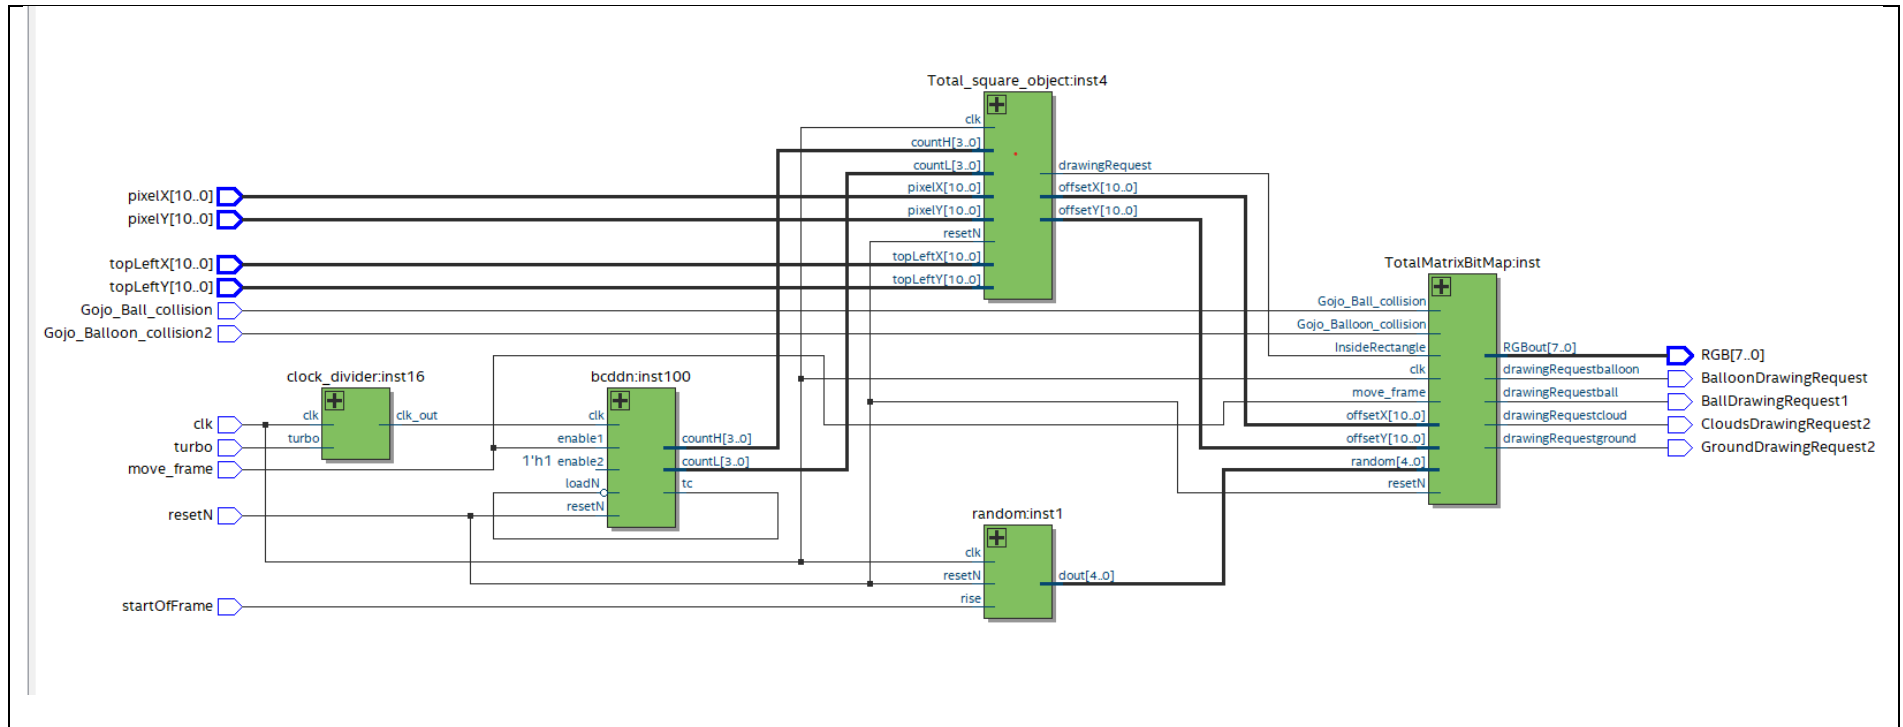 Total_square_object:inst4
clk
countH[3..0]
countL[3..0]
pixelX[10..0]
pixelY[10..0]
resetN
topLeftX[10..0]
topLeftY[10..0]
drawingRequest
offsetX[10..0]
offsetY[10..0]
pixelX[10..0]
pixelY[10..0]
topLeftX[10..0]
topLeftY[10..0]
Gojo_Ball_collision
Gojo_Balloon_collision2
clk
turbo
move_frame
resetN
startOfFrame
clock_divider:inst16
clk
turbo
clk_out
bcddn:inst100
clk
enable1
1'h1 enable2
loadN
resetN
countH[3..0]
countL[3..0]
tc
random:inst1
clk
resetN
rise
dout[4..0]
TotalMatrixBitMap:inst
Gojo_Ball_collision
Gojo_Balloon_collision
InsideRectangle
clk
move_frame
offsetX[10..0]
offsetY[10..0]
random[4..0]
resetN
RGBout[7..0]
drawingRequestballoon
drawingRequestball
drawingRequestcloud
drawingRequestground
RGB[7..0]
BalloonDrawingRequest
BallDrawingRequest1
CloudsDrawingRequest2
GroundDrawingRequest2